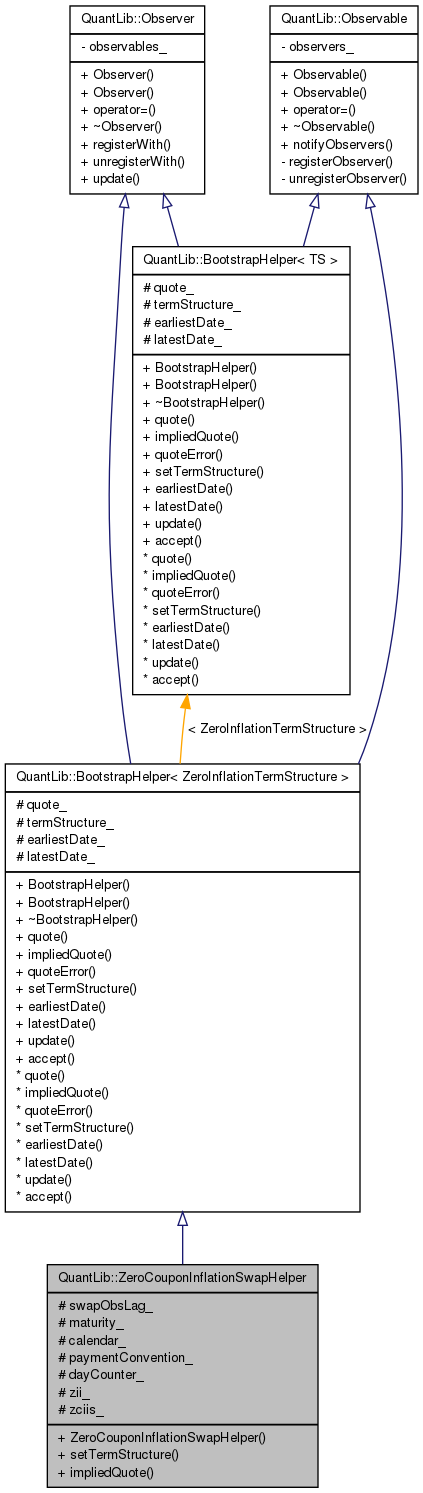 QuantLib::Observer
- observables_
+ Observer()
+ Observer()
+ operator=()
+ ~Observer()
+ registerWith()
+ unregisterWith()
+ update()
QuantLib::Observable
- observers_
+ Observable()
+ Observable()
+ operator=()
+ ~Observable()
+ notifyObservers()
- registerObserver()
- unregisterObserver()
QuantLib::BootstrapHelper< TS >
# quote_
# termStructure_
# earliestDate_
# latestDate_
+ BootstrapHelper()
+ BootstrapHelper()
+ ~BootstrapHelper()
+ quote()
+ impliedQuote()
+ quoteError()
+ setTermStructure()
+ earliestDate()
+ latestDate()
+ update()
+ accept()
* quote()
* impliedQuote()
* quoteError()
* setTermStructure()
* earliestDate()
* latestDate()
* update()
* accept()
< ZeroInflationTermStructure >
QuantLib::BootstrapHelper< ZeroInflationTermStructure >
# quote_
# termStructure_
# earliestDate_
# latestDate_
+ BootstrapHelper()
+ BootstrapHelper()
+ ~BootstrapHelper()
+ quote()
+ impliedQuote()
+ quoteError()
+ setTermStructure()
+ earliestDate()
+ latestDate()
+ update()
+ accept()
* quote()
* impliedQuote()
* quoteError()
* setTermStructure()
* earliestDate()
* latestDate()
* update()
* accept()
QuantLib::ZeroCouponInflationSwapHelper
# swapObsLag_
# maturity_
# calendar_
# paymentConvention_
# dayCounter_
# zii_
# zciis_
+ ZeroCouponInflationSwapHelper()
+ setTermStructure()
+ impliedQuote()